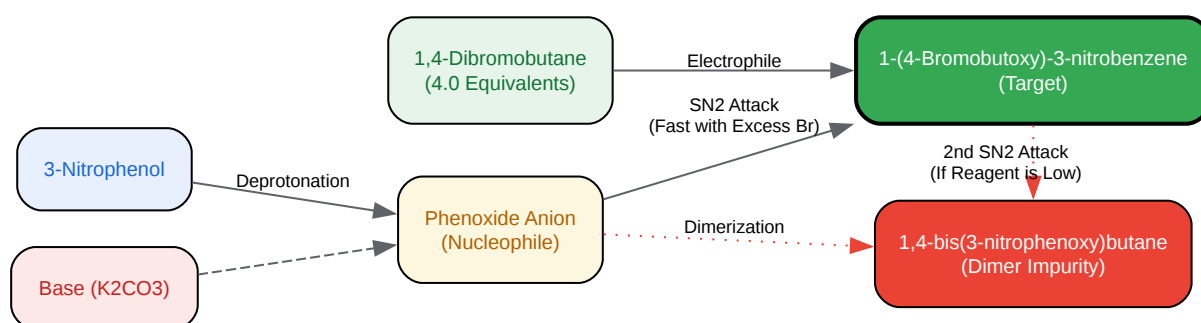 1,4-Dibromobutane
(4.0 Equivalents)
Electrophile
1-(4-Bromobutoxy)-3-nitrobenzene
(Target)
SN2 Attack
(Fast with Excess Br)
3-Nitrophenol
Deprotonation
2nd SN2 Attack
(If Reagent is Low)
Phenoxide Anion
(Nucleophile)
Dimerization
1,4-bis(3-nitrophenoxy)butane
(Dimer Impurity)
Base (K2CO3)